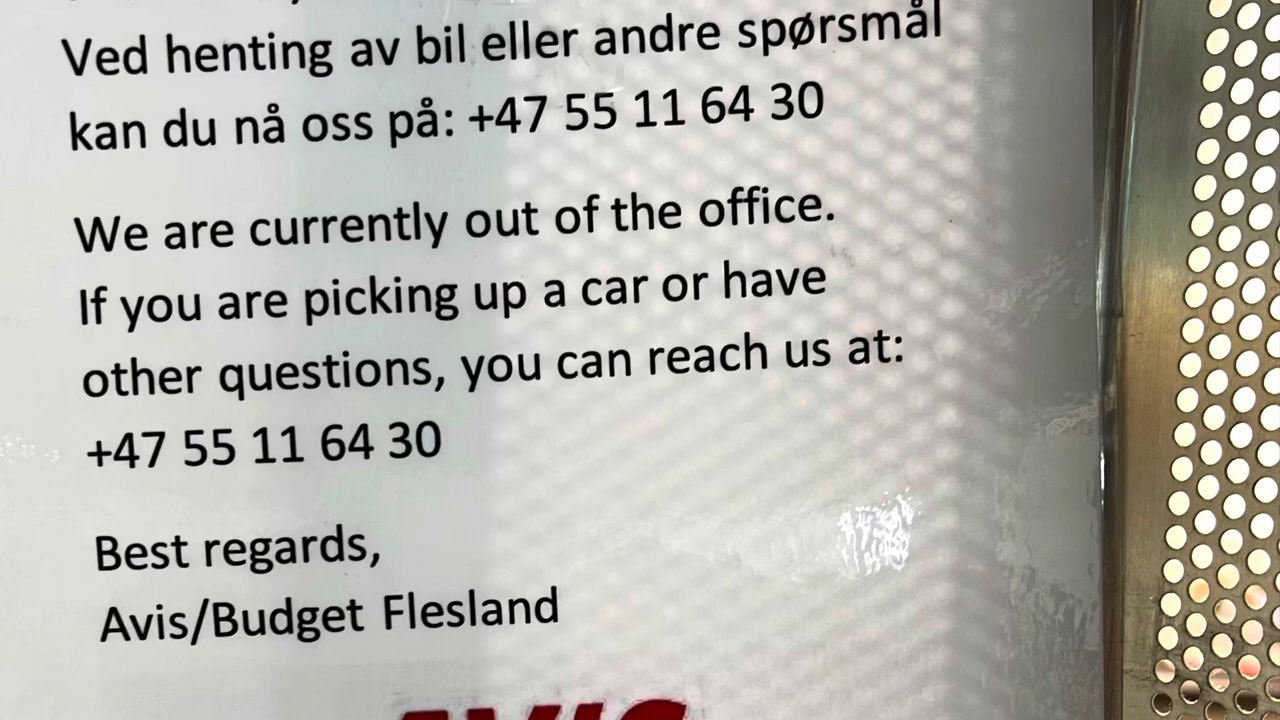 Ved henting av bil eller andre spørsmål
kan du nå oss på: +47 55 11 64 30
We are currently out of the office.
If you are picking up a car or have
other questions, you can reach us at:
+47 55 11 64 30
Best regards,
Avis/Budget Flesland
AVIS